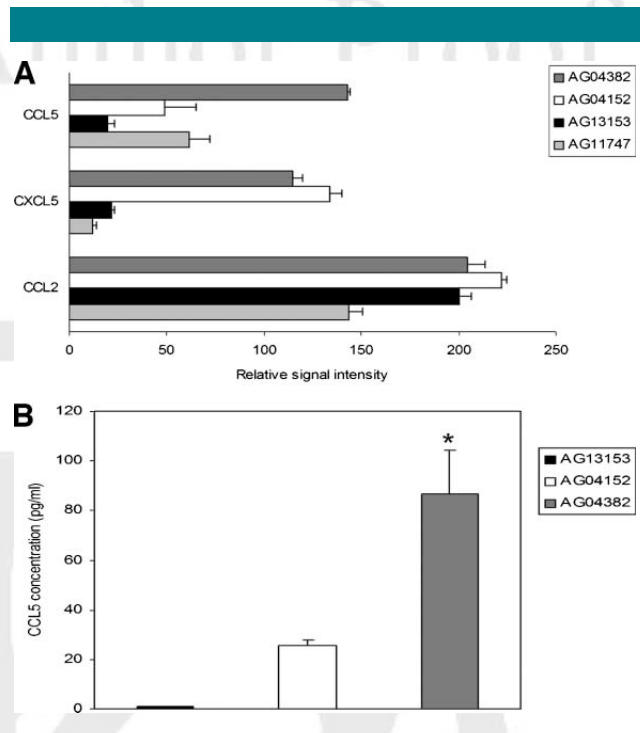 A
CCL5
CXCL5
CCL2
0 50 100 150 200 250
Relative signal intensity
AG04382
AG04152
AG13153
AG11747
B
120
100
80
60
40
20
0
CCL5 concentration (pg/ml)
*
AG13153
AG04152
AG04382